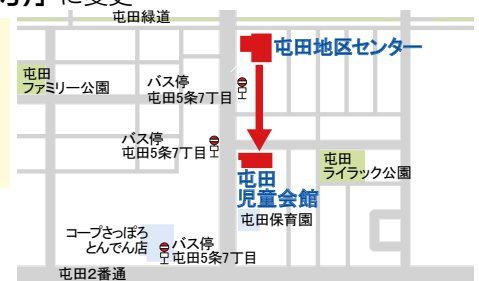 に変更
屯田緑道
屯田地区センター
屯田
ファミリー公園
バス停
屯田5条7丁目
バス停
屯田5条7丁目
屯田
ライラック公園
屯田
児童会館
屯田保育園
コープさっぽろ
とんでん店
バス停
屯田5条7丁目
屯田2番通